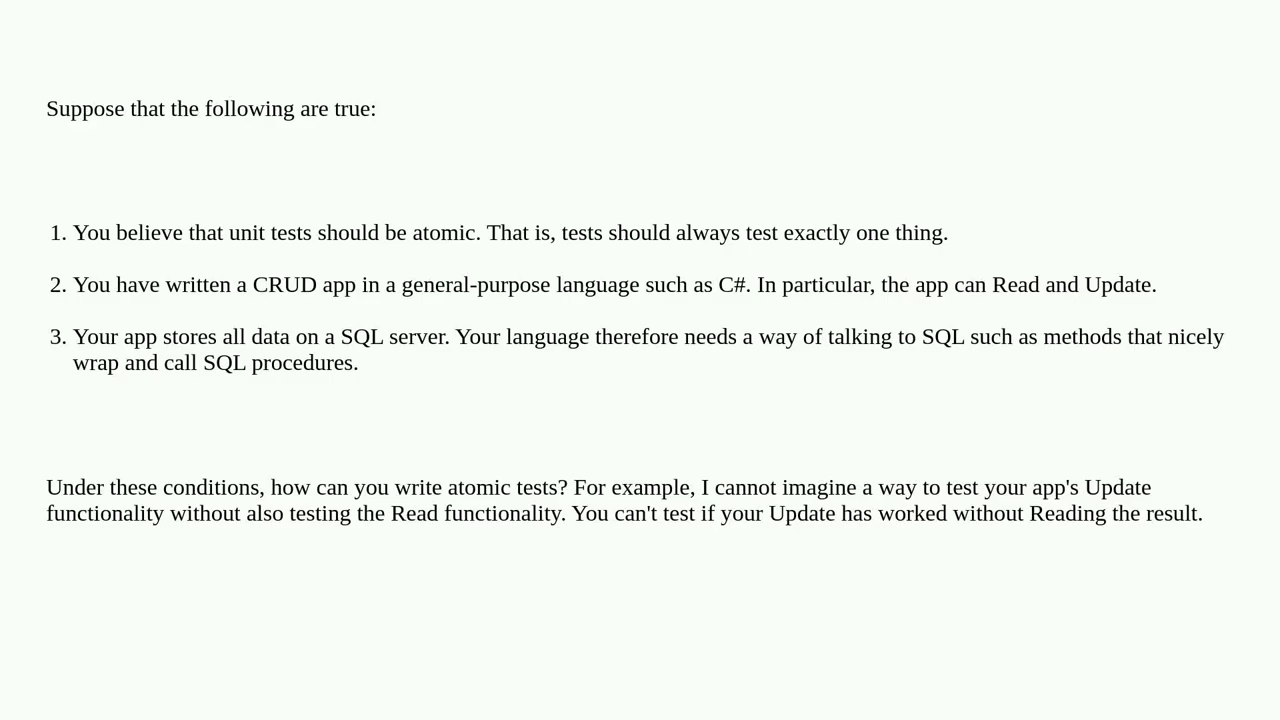 Suppose that the following are true:
1. You believe that unit tests should be atomic. That is, tests should always test exactly one thing.
2. You have written a CRUD app in a general-purpose language such as C#. In particular, the app can Read and Update.
3. Your app stores all data on a SQL server. Your language therefore needs a way of talking to SQL such as methods that nicely
wrap and call SQL procedures.
Under these conditions, how can you write atomic tests? For example, I cannot imagine a way to test your app's Update
functionality without also testing the Read functionality. You can't test if your Update has worked without Reading the result.